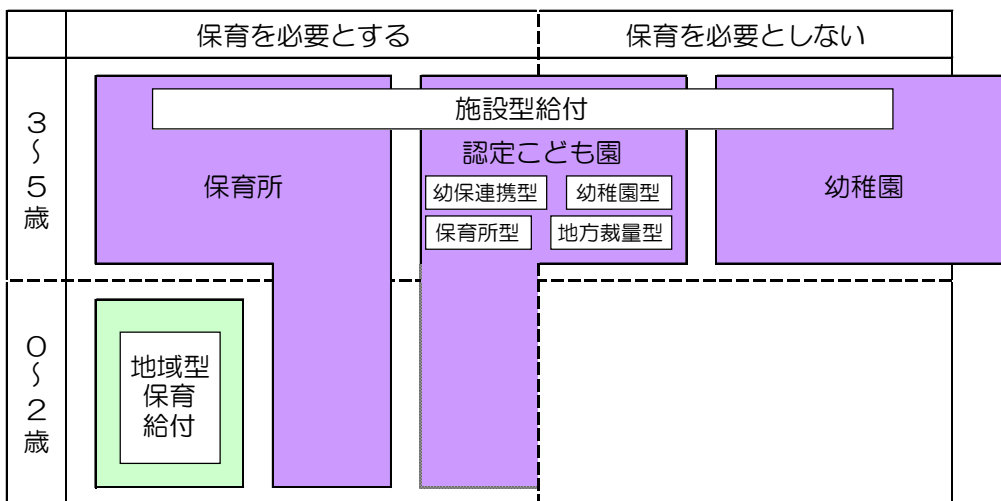 保育を必要とする
保育を必要としない
3～5歳
施設型給付
認定こども園
保育所
幼保連携型
幼稚園型
幼稚園
保育所型
地方裁量型
0～2歳
地域型
保育
給付